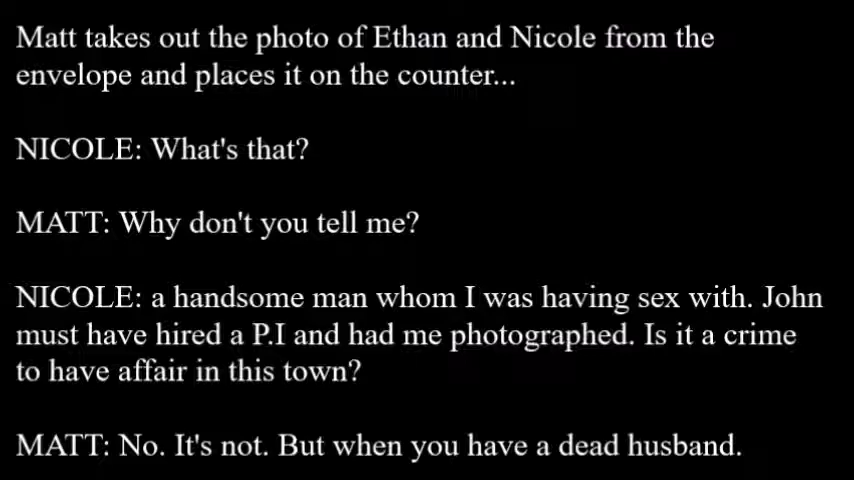 Matt takes out the photo of Ethan and Nicole from the
envelope and places it on the counter...
NICOLE: What's that?
MATT: Why don't you tell me?
NICOLE: a handsome man whom I was having sex with. John
must have hired a P.I and had me photographed. Is it a crime
to have affair in this town?
MATT: No. It's not. But when you have a dead husband.